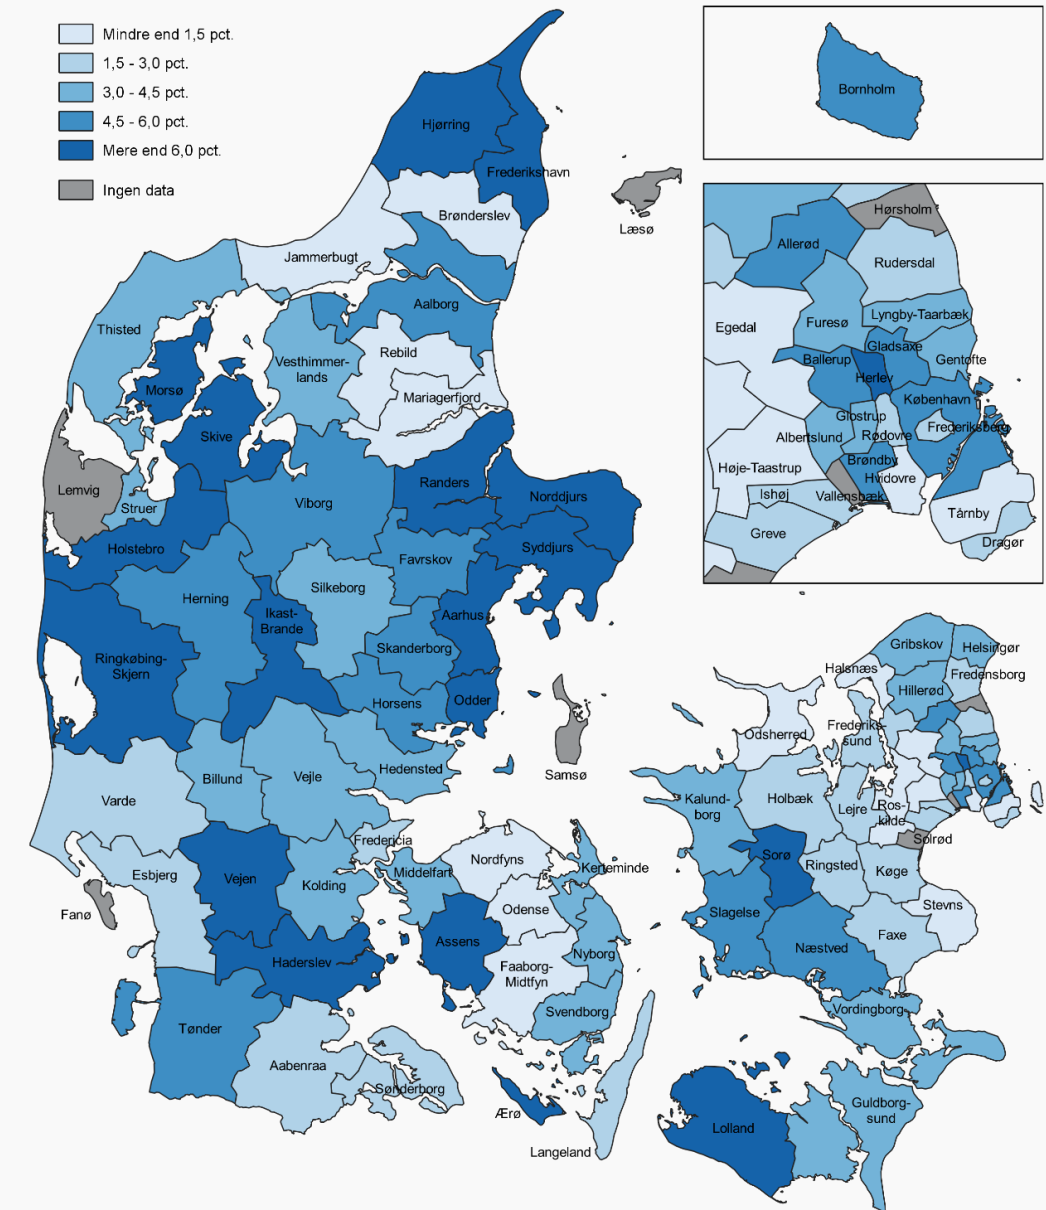 Mindre end 1,5 pct.
1,5 - 3,0 pct.
3,0 - 4,5 pct.
4,5 - 6,0 pct.
Mere end 6,0 pct.
Ingen data
Hjørring
Frederikshavn
Brønderslev
Læsø
Jammerbugt
Aalborg
Thisted
Vesthimmer-
lands
Rebild
Mariagerfjord
Morsø
Skive
Lemvig
Struer
Viborg
Randers
Norddjurs
Holstebro
Syddjurs
Favrskov
Herning
Silkeborg
Ikast-
Brande
Aarhus
Skanderborg
Ringkøbing-
Skjern
Horsens
Odder
Samsø
Billund
Vejle
Hedensted
Varde
Fredericia
Esbjerg
Vejen
Kolding
Middelfart
Nordfyns
Kerteminde
Fanø
Odense
Assens
Haderslev
Faaborg-
Midtfyn
Nyborg
Svendborg
Tønder
Aabenraa
Sønderborg
Ærø
Langeland
Bornholm
Hørsholm
Allerød
Rudersdal
Egedal
Furesø
Lyngby-Taarbæk
Gladsaxe
Ballerup
Gentofte
Herlev
København
Glostrup
Frederiksberg
Albertslund
Rødovre
Brøndby
Høje-Taastrup
Hvidovre
Ishøj
Vallensbæk
Tårnby
Greve
Dragør
Gribskov
Helsingør
Halsnæs
Fredensborg
Hillerød
Odsherred
Frederiks-
sund
Kalund-
borg
Holbæk
Lejre
Ros-
kilde
Solrød
Sorø
Ringsted
Køge
Stevns
Slagelse
Næstved
Faxe
Vordingborg
Guldborg-
sund
Lolland